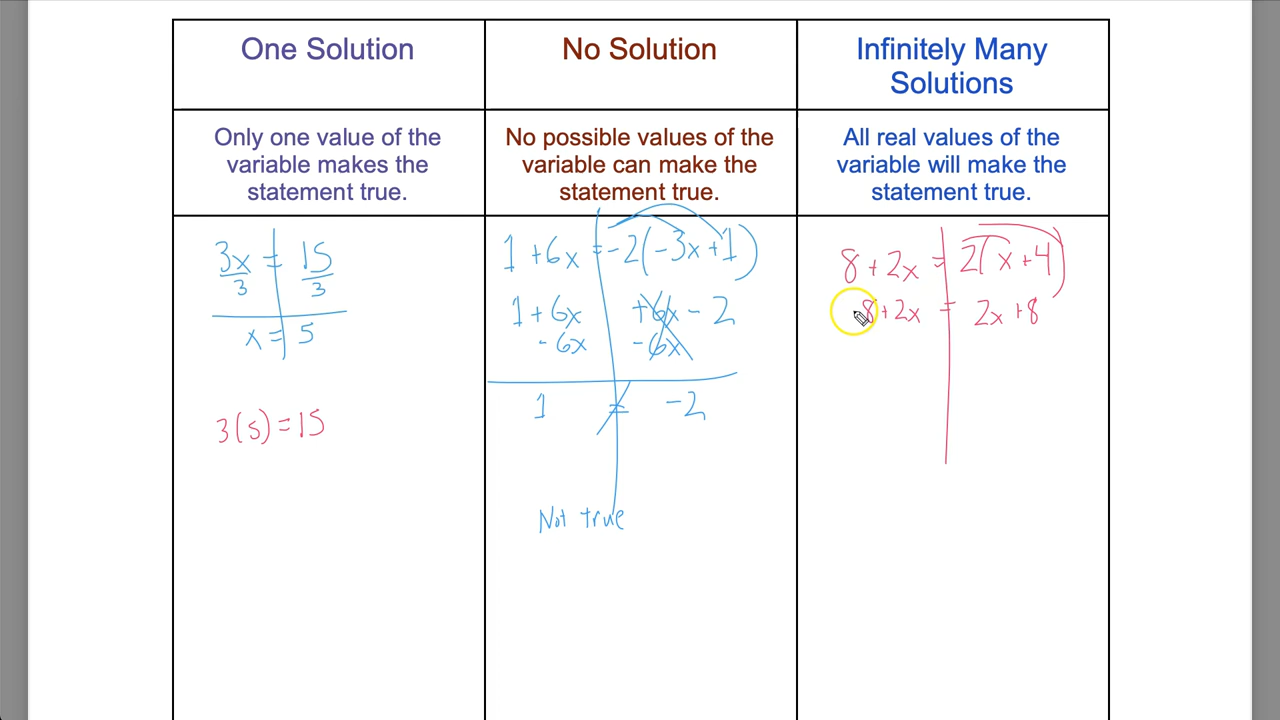 One Solution
No Solution
Infinitely Many
Solutions
Only one value of the
variable makes the
statement true.
No possible values of the
variable can make the
statement true.
All real values of the
variable will make the
statement true.
3x = 15
3 3
x = 5
3(5) = 15
1 + 6x = -2(-3x + 1)
1 + 6x +6x - 2
- 6x - 6x
1 = -2
Not true
8 + 2x = 2(x + 4)
8 + 2x = 2x + 8